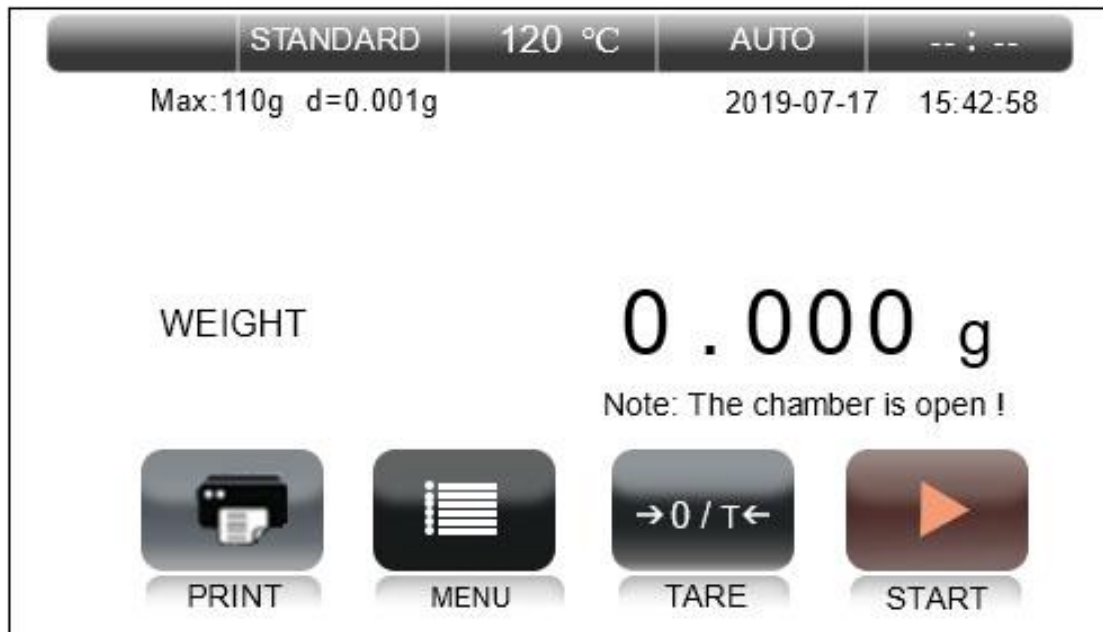 STANDARD 120 °C AUTO -- : --
Max:110g d=0.001g 2019-07-17 15:42:58
WEIGHT 0.000 g
Note: The chamber is open !
→0/T←
PRINT MENU TARE START